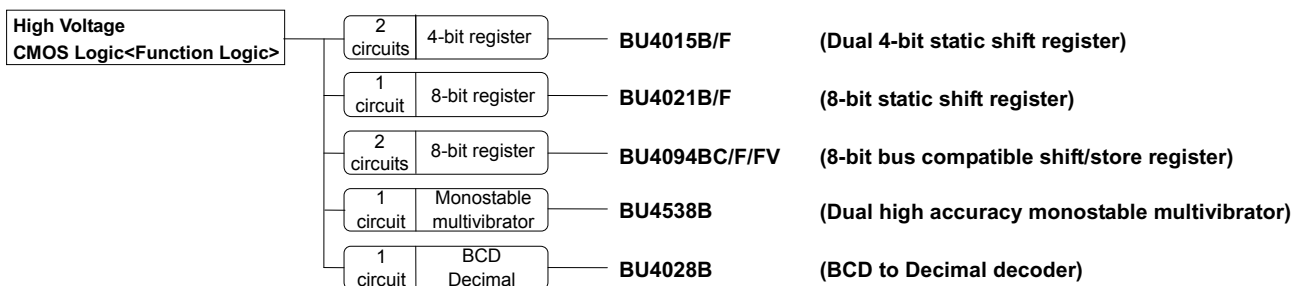 High Voltage
CMOS Logic<Function Logic>
2
circuits
4-bit register
BU4015B/F
(Dual 4-bit static shift register)
1
circuit
8-bit register
BU4021B/F
(8-bit static shift register)
2
circuits
8-bit register
BU4094BC/F/FV
(8-bit bus compatible shift/store register)
1
circuit
Monostable
multivibrator
BU4538B
(Dual high accuracy monostable multivibrator)
1
circuit
BCD
Decimal
BU4028B
(BCD to Decimal decoder)